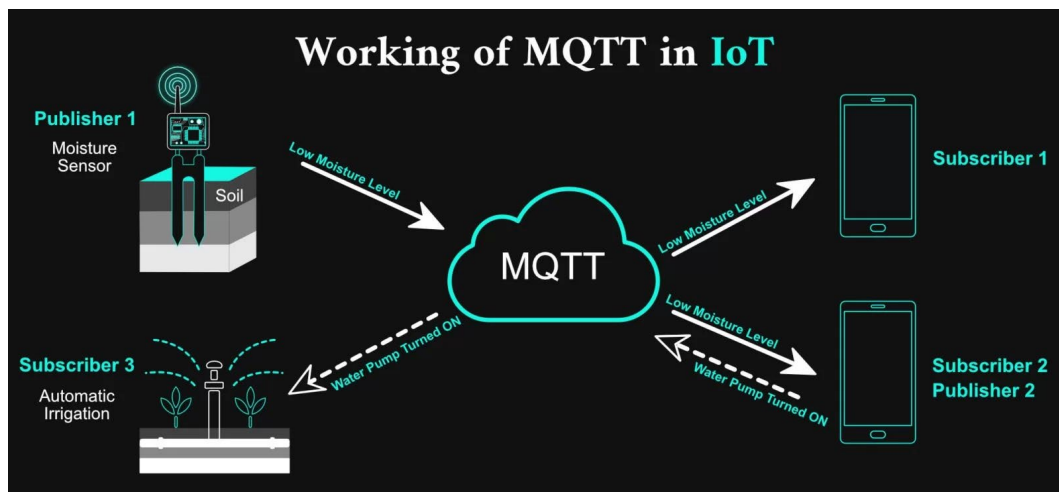 Working of MQTT in IoT
Publisher 1
Moisture
Sensor
Soil
Low Moisture Level
MQTT
Low Moisture Level
Subscriber 1
Low Moisture Level
Water Pump Turned ON
Subscriber 2
Publisher 2
Water Pump Turned ON
Subscriber 3
Automatic
Irrigation